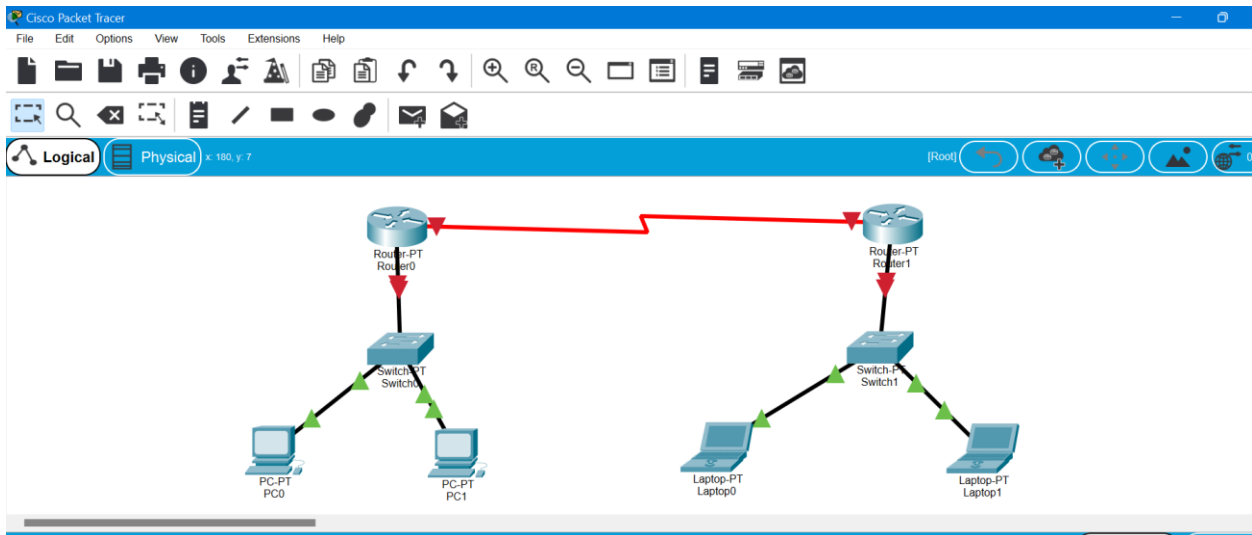 Cisco Packet Tracer
File Edit Options View Tools Extensions Help
Logical Physical x: 180, y: 7 [Root]
Router-PT
Router0
Router-PT
Router1
Switch-PT
Switch0
Switch-PT
Switch1
PC-PT
PC0
PC-PT
PC1
Laptop-PT
Laptop0
Laptop-PT
Laptop1